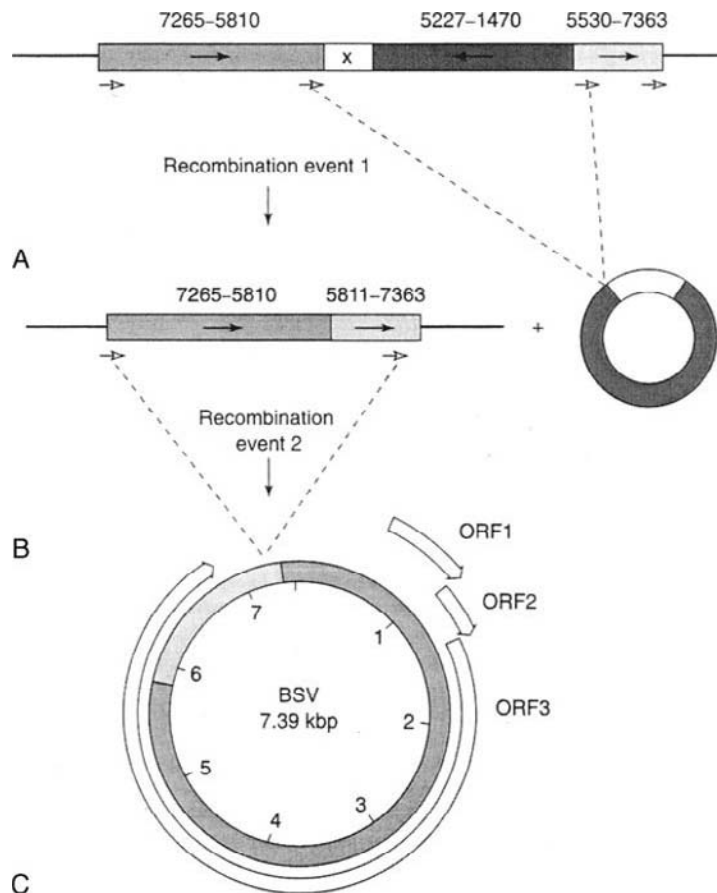 7265–5810 5227–1470 5530–7363
x
Recombination event 1
A
7265–5810 5811–7363
+
Recombination
event 2
B
ORF1
ORF2
ORF3
7
1
6
BSV
7.39 kbp
2
5
3
4
C